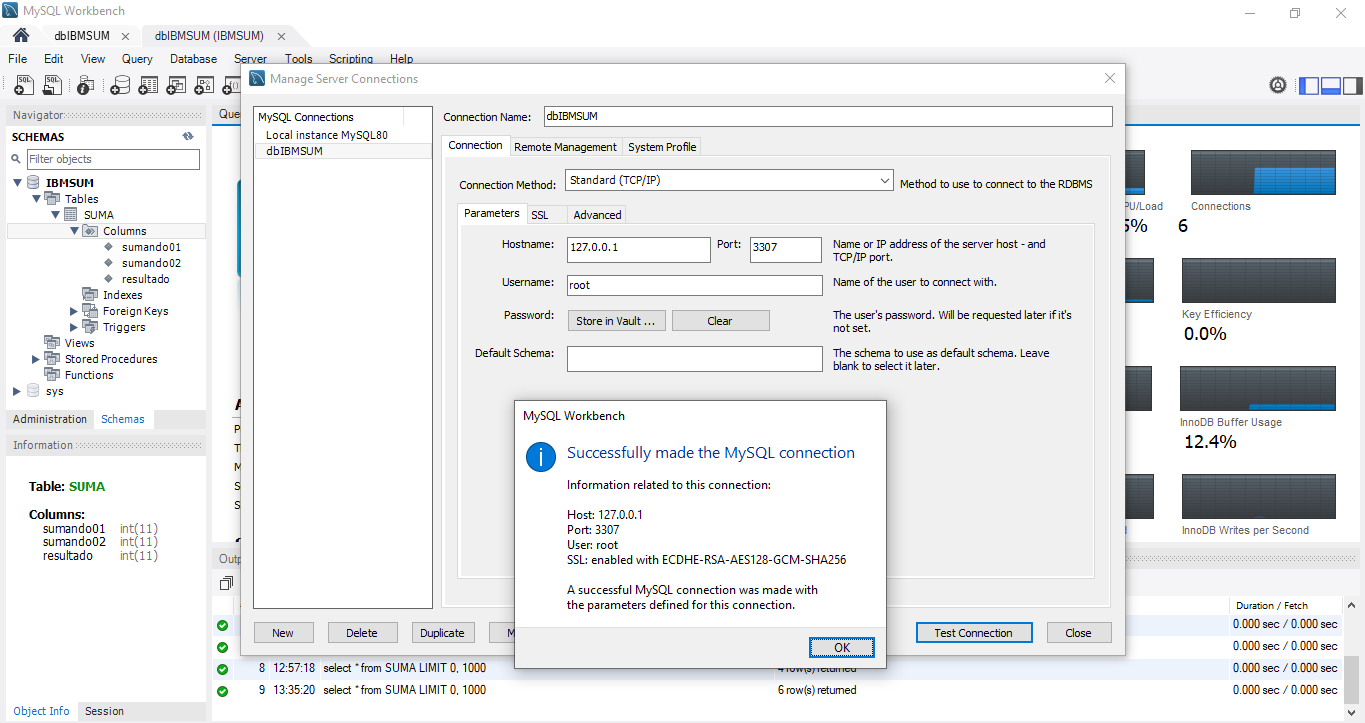 MySQL Workbench
dbIBMSUM
dbIBMSUM (IBMSUM)
File Edit View Query Database Server Tools Scripting Help
Navigator
SCHEMAS
Filter objects
IBMSUM
Tables
SUMA
Columns
sumando01
sumando02
resultado
Indexes
Foreign Keys
Triggers
Views
Stored Procedures
Functions
sys
Administration Schemas
Information
Table: SUMA
Columns:
sumando01 int(11)
sumando02 int(11)
resultado int(11)
Object Info Session
Manage Server Connections
MySQL Connections
Local instance MySQL80
dbIBMSUM
Connection Name: dbIBMSUM
Connection Remote Management System Profile
Connection Method: Standard (TCP/IP) Method to use to connect to the RDBMS
Parameters SSL Advanced
Hostname: 127.0.0.1 Port: 3307 Name or IP address of the server host - and
TCP/IP port.
Username: root Name of the user to connect with.
Password: Store in Vault ... Clear The user's password. Will be requested later if it's
not set.
Default Schema: The schema to use as default schema. Leave
blank to select it later.
New Delete Duplicate Test Connection Close
MySQL Workbench
Successfully made the MySQL connection
Information related to this connection:
Host: 127.0.0.1
Port: 3307
User: root
SSL: enabled with ECDHE-RSA-AES128-GCM-SHA256
A successful MySQL connection was made with
the parameters defined for this connection.
OK
Connections
6
Key Efficiency
0.0%
InnoDB Buffer Usage
12.4%
InnoDB Writes per Second
Duration / Fetch
0.000 sec / 0.000 sec
0.000 sec / 0.000 sec
8 12:57:18 select * from SUMA LIMIT 0, 1000 4 row(s) returned 0.000 sec / 0.000 sec
9 13:35:20 select * from SUMA LIMIT 0, 1000 6 row(s) returned 0.000 sec / 0.000 sec